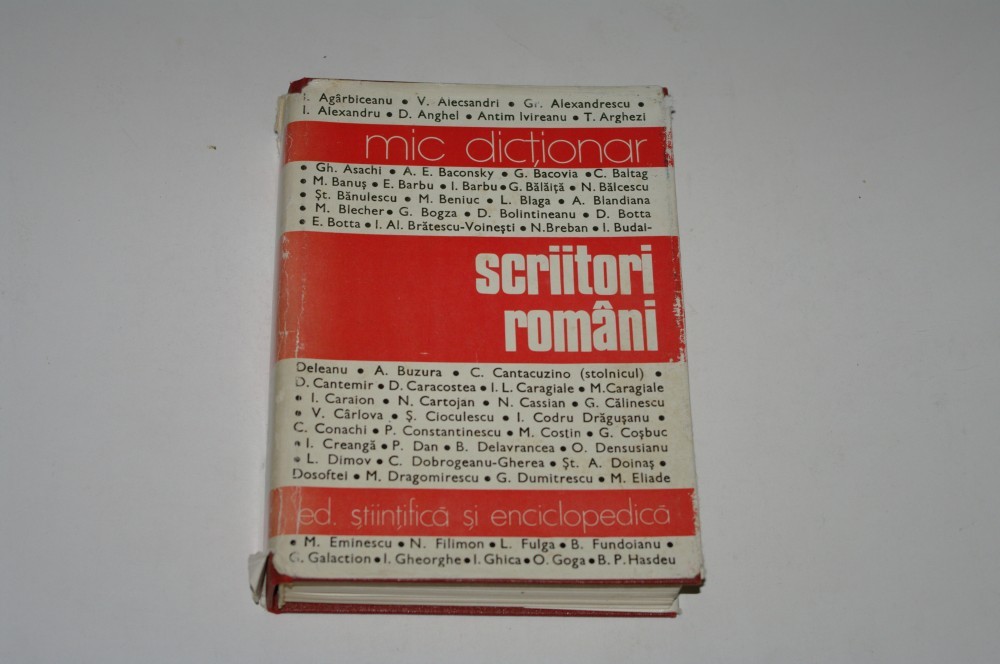 I. Agârbiceanu • V. Alecsandri • Gr. Alexandrescu •
I. Alexandru • D. Anghel • Antim Ivireanu • T. Arghezi
mic dicționar
• Gh. Asachi • A. E. Baconsky • G. Bacovia • C. Baltag
• M. Banuș • E. Barbu • I. Barbu • G. Bălăiță • N. Bălcescu
• Șt. Bănulescu • M. Beniuc • L. Blaga • A. Blandiana
• M. Blecher • G. Bogza • D. Bolintineanu • D. Botta
• E. Botta • I. Al. Brătescu-Voinești • N. Breban • I. Budai-
scriitori
români
Deleanu • A. Buzura • C. Cantacuzino (stolnicul) •
D. Cantemir • D. Caracostea • I. L. Caragiale • M. Caragiale
• I. Caraion • N. Cartojan • N. Cassian • G. Călinescu
• V. Cârlova • Ș. Cioculescu • I. Codru Drăgușanu •
C. Conachi • P. Constantinescu • M. Costin • G. Coșbuc
• I. Creangă • P. Dan • B. Delavrancea • O. Densusianu
• L. Dimov • C. Dobrogeanu-Gherea • Șt. A. Doinaș •
Dosoftei • M. Dragomirescu • G. Dumitrescu • M. Eliade
ed. științifică și enciclopedică
• M. Eminescu • N. Filimon • L. Fulga • B. Fundoianu •
G. Galaction • I. Gheorghe • I. Ghica • O. Goga • B. P. Hasdeu